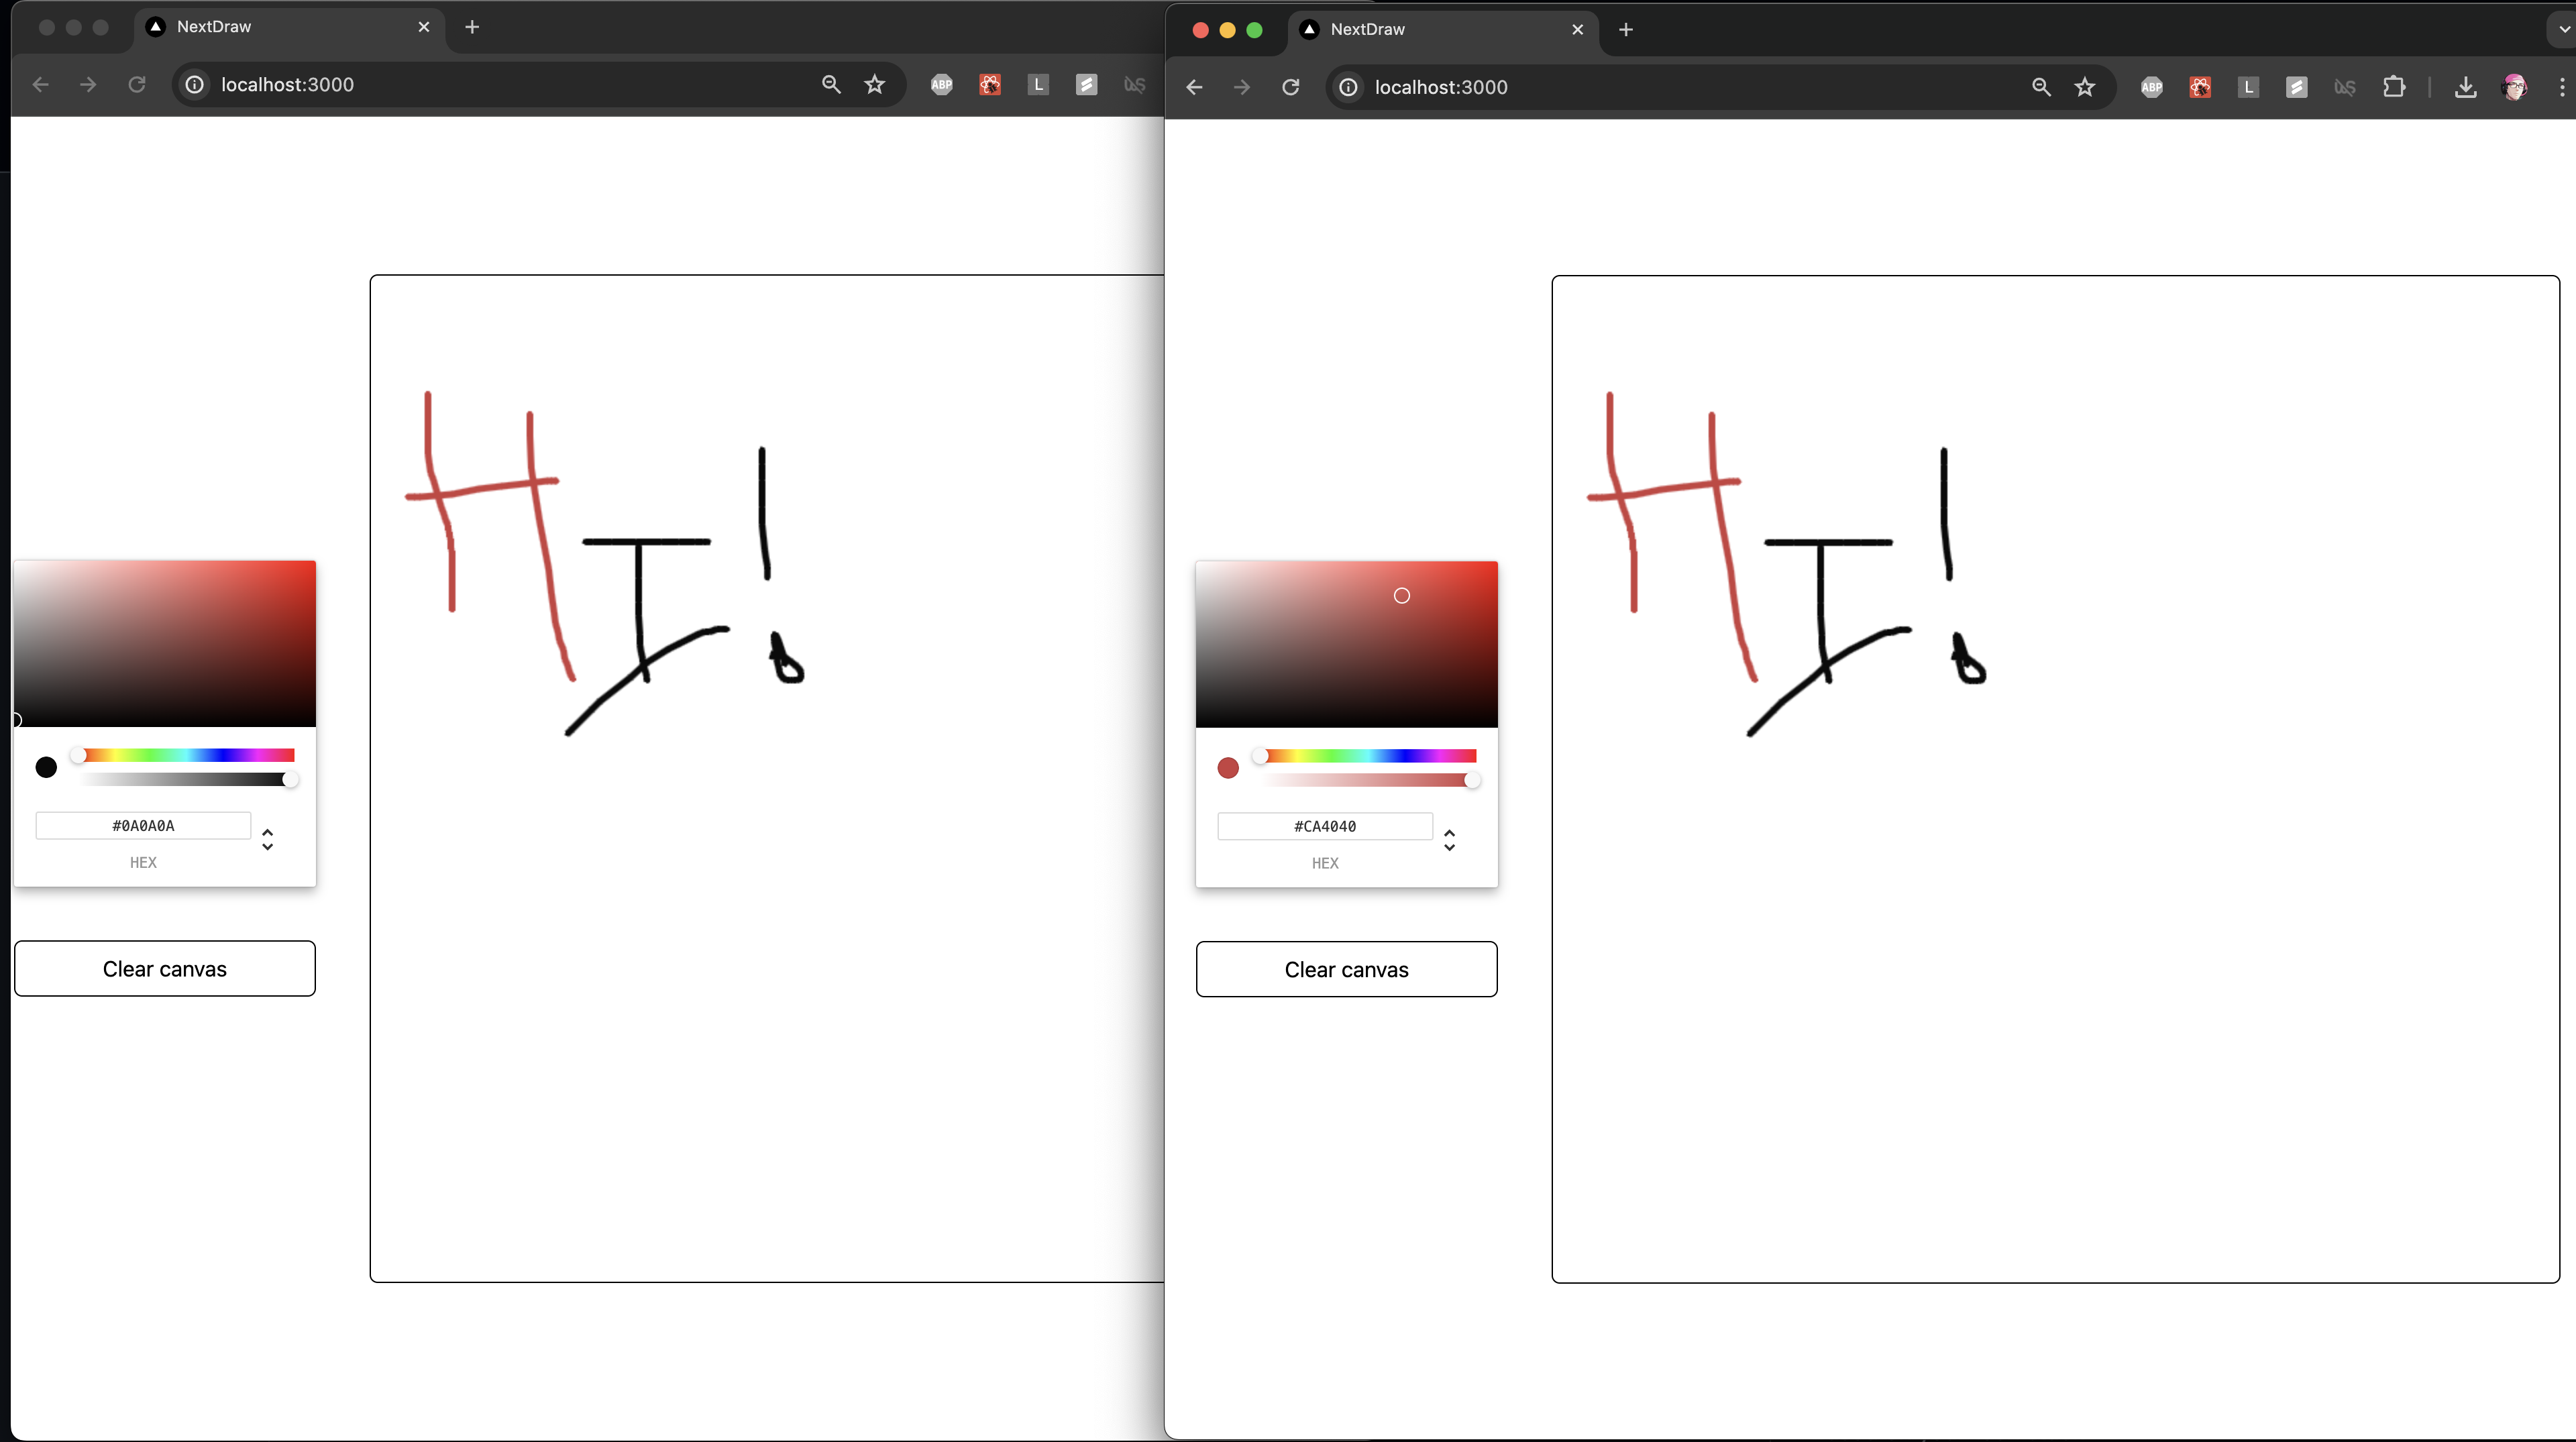 NextDraw
localhost:3000
ABP
L
HI!
#0A0A0A
HEX
Clear canvas
NextDraw
localhost:3000
ABP
L
HI!
#CA4040
HEX
Clear canvas